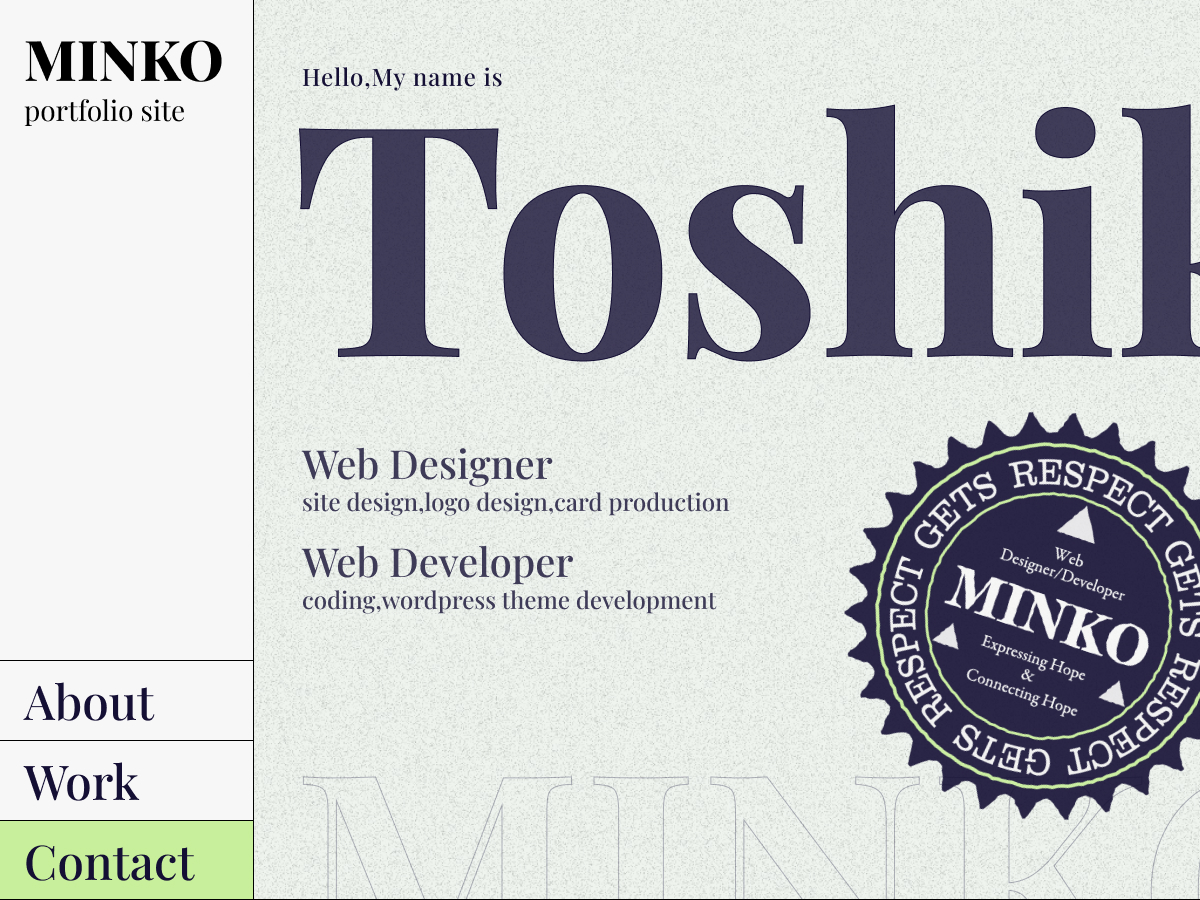 MINKO
portfolio site
Hello,My name is
Toshik
Web Designer
site design,logo design,card production
Web Developer
coding,wordpress theme development
RESPECT GETS RESPECT GETS RESPECT GETS
Web
Designer/Developer
MINKO
Expressing Hope
&
Connecting Hope
About
Work
Contact
MINKO